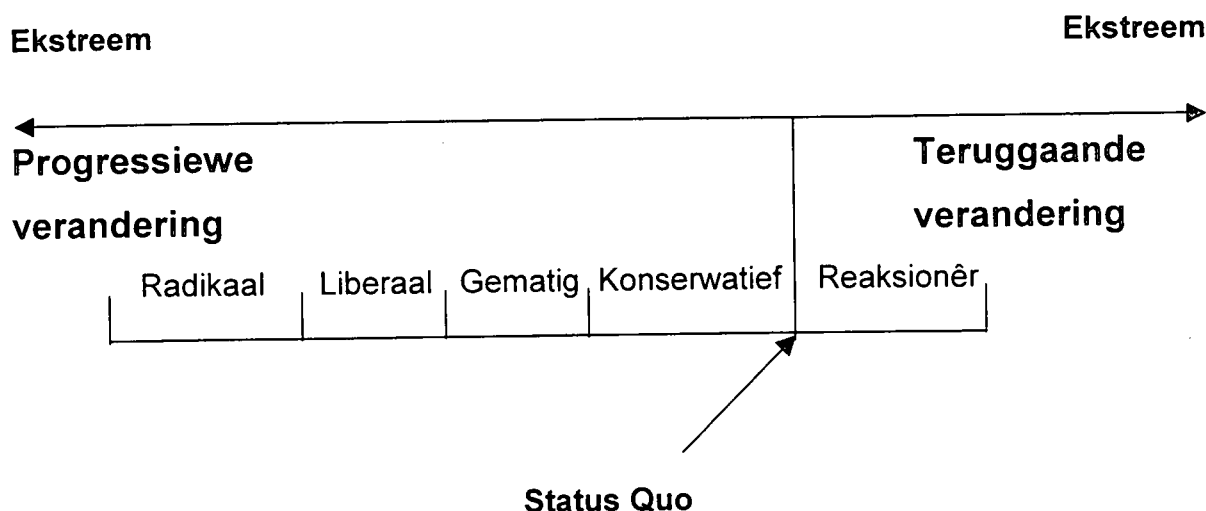 Ekstreem
Ekstreem
Progressiewe
verandering
Teruggaande
verandering
Radikaal
Liberaal
Gematig
Konserwatief
Reaksionêr
Status Quo